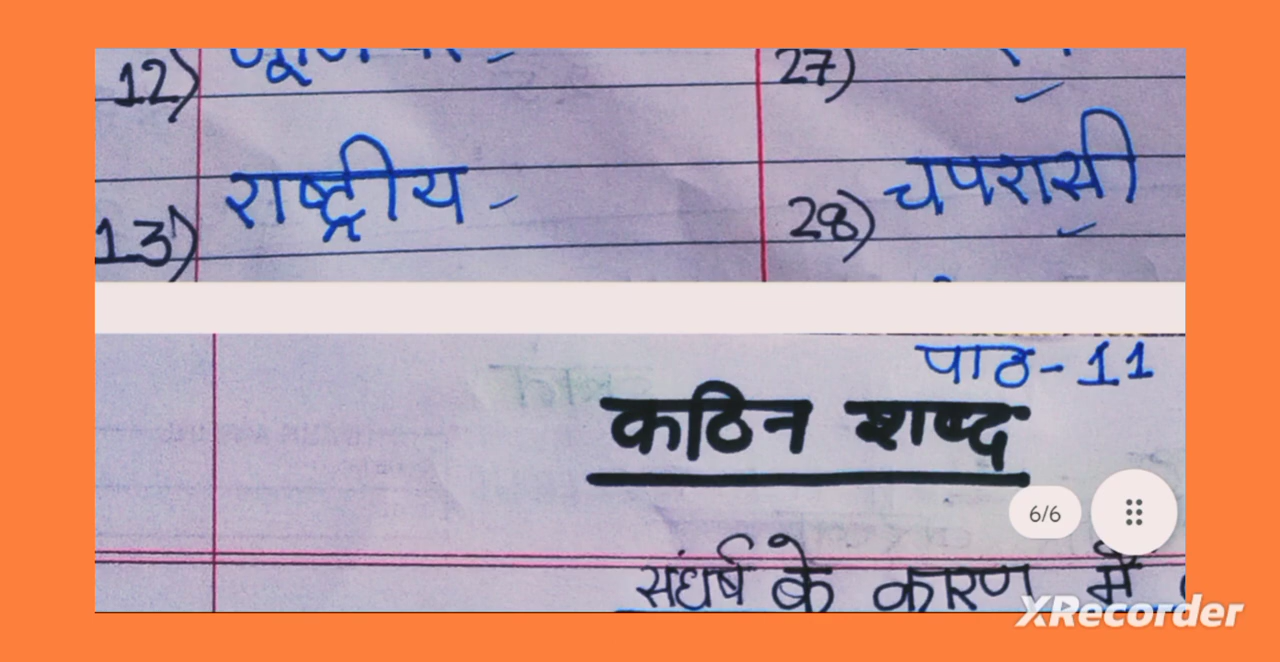 12)
27)
राष्ट्रीय -
चपरासी
13)
28)
पाठ-11
कठिन शब्द
6/6
संघर्ष के कारण में
XRecorder